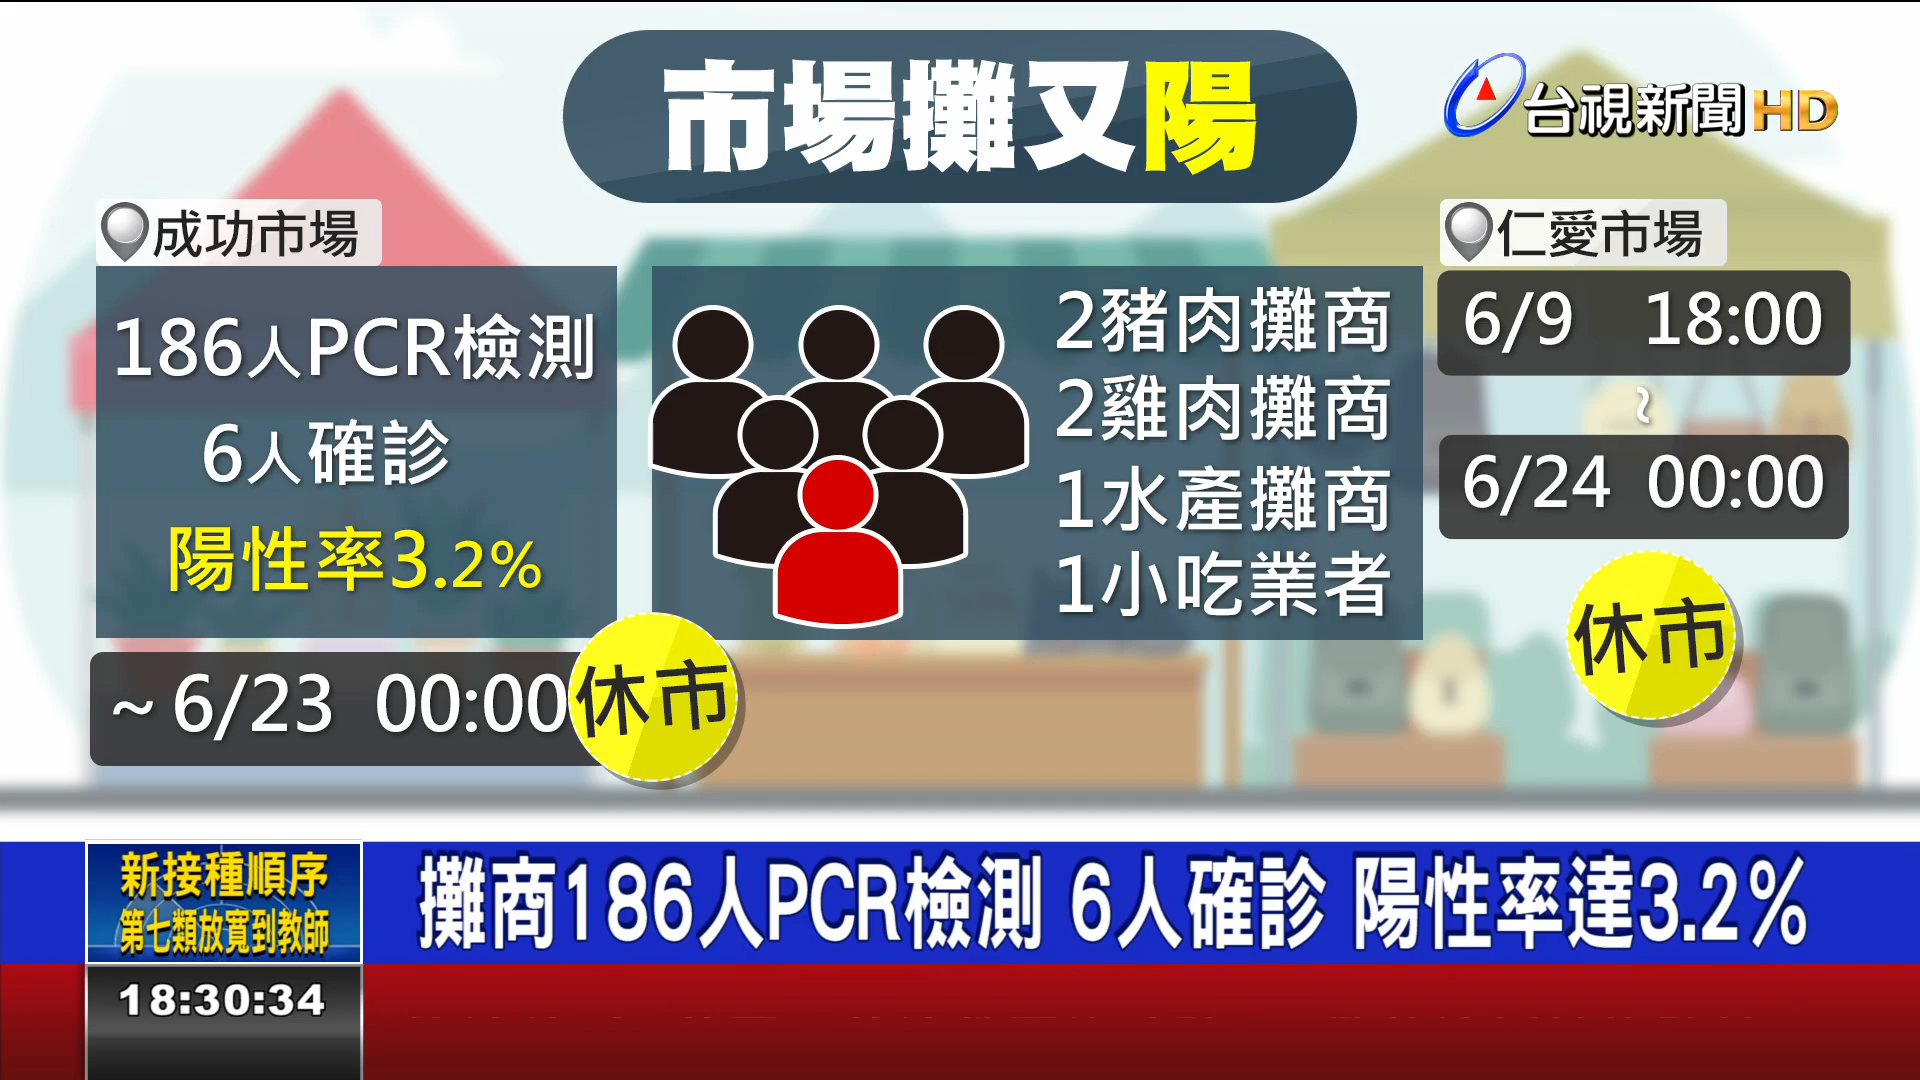 市場攤又陽
台視新聞HD
成功市場
186人PCR檢測
6人確診
陽性率3.2%
~6/23 00:00
休市
2豬肉攤商
2雞肉攤商
1水產攤商
1小吃業者
仁愛市場
6/9 18:00
~
6/24 00:00
休市
新接種順序
第七類放寬到教師
18:30:34
攤商186人PCR檢測 6人確診 陽性率達3.2%